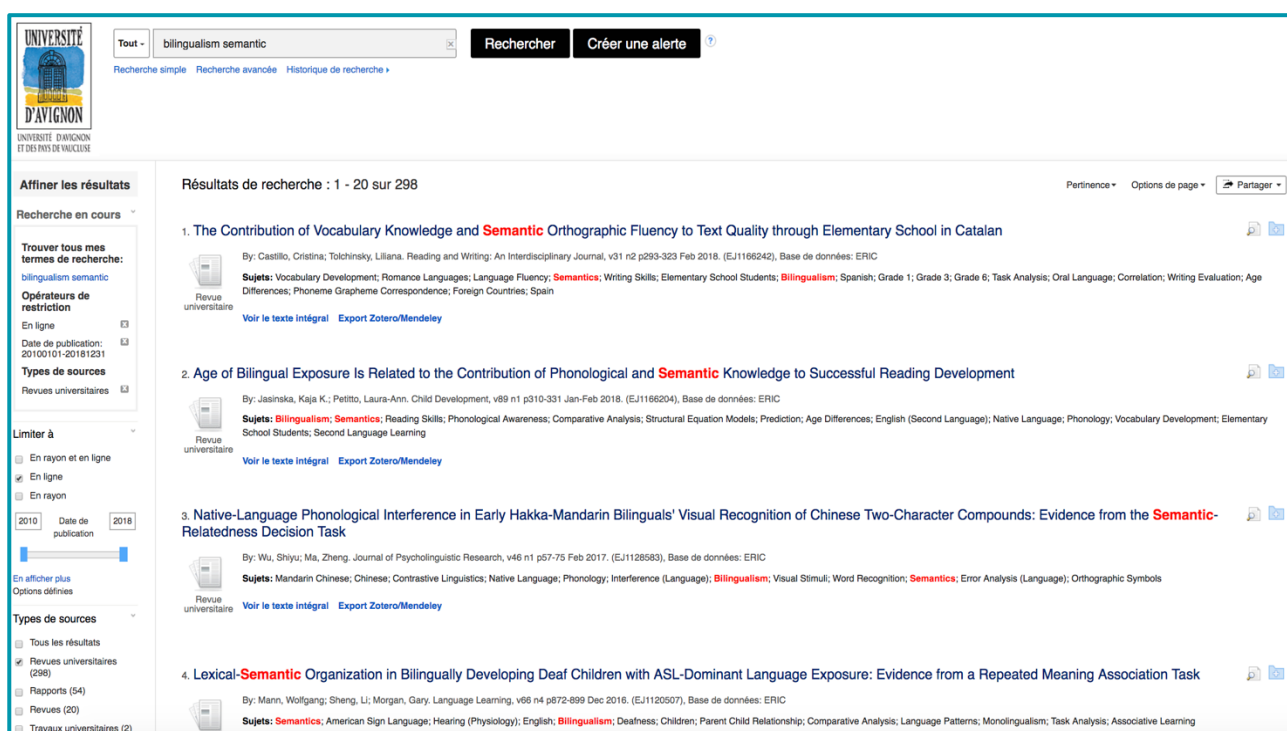 UNIVERSITÉ
D'AVIGNON
UNIVERSITÉ D'AVIGNON
ET DES PAYS DE VAUCLUSE
Tout
bilingualism semantic
Rechercher
Créer une alerte
?
Recherche simple Recherche avancée Historique de recherche
Affiner les résultats
Recherche en cours
Trouver tous mes
termes de recherche:
bilingualism semantic
Opérateurs de
restriction
En ligne
Date de publication:
20100101-20181231
Types de sources
Revues universitaires
Limiter à
En rayon et en ligne
En ligne
En rayon
2010 Date de 2018
publication
En afficher plus
Options définies
Types de sources
Tous les résultats
Revues universitaires
(298)
Rapports (54)
Revues (20)
Travaux universitaires (2)
Résultats de recherche : 1 - 20 sur 298
Pertinence Options de page Partager
1. The Contribution of Vocabulary Knowledge and Semantic Orthographic Fluency to Text Quality through Elementary School in Catalan
By: Castillo, Cristina; Tolchinsky, Liliana. Reading and Writing: An Interdisciplinary Journal, v31 n2 p293-323 Feb 2018. (EJ1166242), Base de données: ERIC
Sujets: Vocabulary Development; Romance Languages; Language Fluency; Semantics; Writing Skills; Elementary School Students; Bilingualism; Spanish; Grade 1; Grade 3; Grade 6; Task Analysis; Oral Language; Correlation; Writing Evaluation; Age
Differences; Phoneme Grapheme Correspondence; Foreign Countries; Spain
Revue
universitaire
Voir le texte intégral Export Zotero/Mendeley
2. Age of Bilingual Exposure Is Related to the Contribution of Phonological and Semantic Knowledge to Successful Reading Development
By: Jasinska, Kaja K.; Petitto, Laura-Ann. Child Development, v89 n1 p310-331 Jan-Feb 2018. (EJ1166204), Base de données: ERIC
Sujets: Bilingualism; Semantics; Reading Skills; Phonological Awareness; Comparative Analysis; Structural Equation Models; Prediction; Age Differences; English (Second Language); Native Language; Phonology; Vocabulary Development; Elementary
School Students; Second Language Learning
Revue
universitaire
Voir le texte intégral Export Zotero/Mendeley
3. Native-Language Phonological Interference in Early Hakka-Mandarin Bilinguals' Visual Recognition of Chinese Two-Character Compounds: Evidence from the Semantic-
Relatedness Decision Task
By: Wu, Shiyu; Ma, Zheng. Journal of Psycholinguistic Research, v46 n1 p57-75 Feb 2017. (EJ1128583), Base de données: ERIC
Sujets: Mandarin Chinese; Chinese; Contrastive Linguistics; Native Language; Phonology; Interference (Language); Bilingualism; Visual Stimuli; Word Recognition; Semantics; Error Analysis (Language); Orthographic Symbols
Revue
universitaire
Voir le texte intégral Export Zotero/Mendeley
4. Lexical-Semantic Organization in Bilingually Developing Deaf Children with ASL-Dominant Language Exposure: Evidence from a Repeated Meaning Association Task
By: Mann, Wolfgang; Sheng, Li; Morgan, Gary. Language Learning, v66 n4 p872-899 Dec 2016. (EJ1120507), Base de données: ERIC
Sujets: Semantics; American Sign Language; Hearing (Physiology); English; Bilingualism; Deafness; Children; Parent Child Relationship; Comparative Analysis; Language Patterns; Monolingualism; Task Analysis; Associative Learning